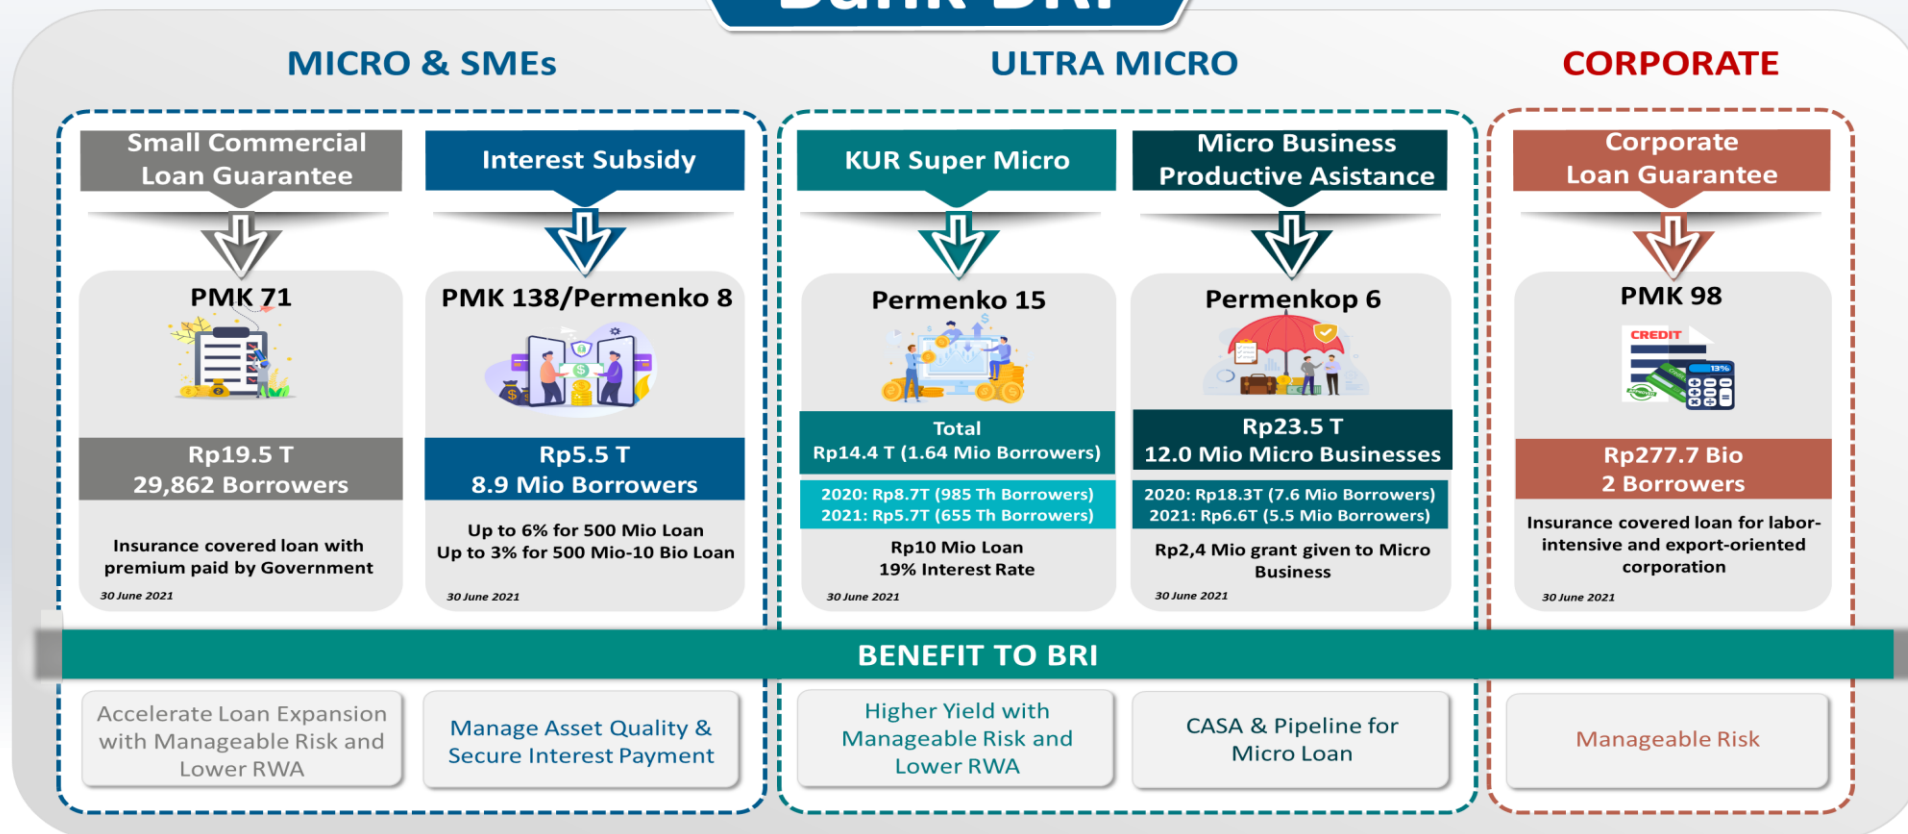 Bank BRI
MICRO & SMEs
ULTRA MICRO
CORPORATE
Small Commercial
Loan Guarantee
PMK 71
Rp19.5 T
29,862 Borrowers
Insurance covered loan with
premium paid by Government
30 June 2021
Interest Subsidy
PMK 138/Permenko 8
Rp5.5 T
8.9 Mio Borrowers
Up to 6% for 500 Mio Loan
Up to 3% for 500 Mio-10 Bio Loan
30 June 2021
KUR Super Micro
Permenko 15
Total
Rp14.4 T (1.64 Mio Borrowers)
2020: Rp8.7T (985 Th Borrowers)
2021: Rp5.7T (655 Th Borrowers)
Rp10 Mio Loan
19% Interest Rate
30 June 2021
Micro Business
Productive Asistance
Permenkop 6
Rp23.5 T
12.0 Mio Micro Businesses
2020: Rp18.3T (7.6 Mio Borrowers)
2021: Rp6.6T (5.5 Mio Borrowers)
Rp2,4 Mio grant given to Micro
Business
30 June 2021
Corporate
Loan Guarantee
PMK 98
CREDIT
13%
Rp277.7 Bio
2 Borrowers
Insurance covered loan for labor-
intensive and export-oriented
corporation
30 June 2021
BENEFIT TO BRI
Accelerate Loan Expansion
with Manageable Risk and
Lower RWA
Manage Asset Quality &
Secure Interest Payment
Higher Yield with
Manageable Risk and
Lower RWA
CASA & Pipeline for
Micro Loan
Manageable Risk